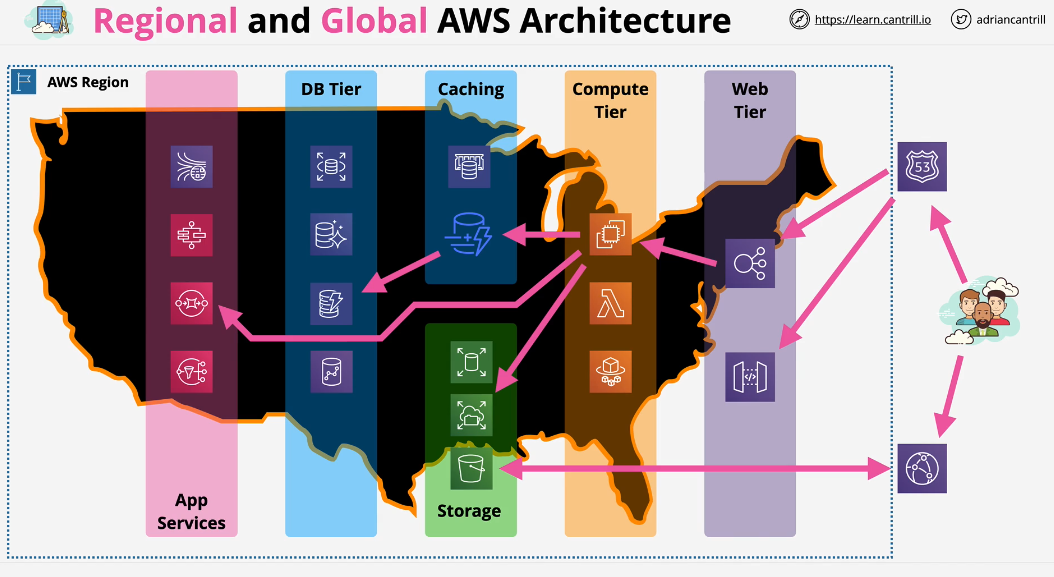 Regional and Global AWS Architecture
https://learn.cantrill.io
adriancantrill
AWS Region
DB Tier
Caching
Compute
Tier
Web
Tier
53
App
Services
Storage